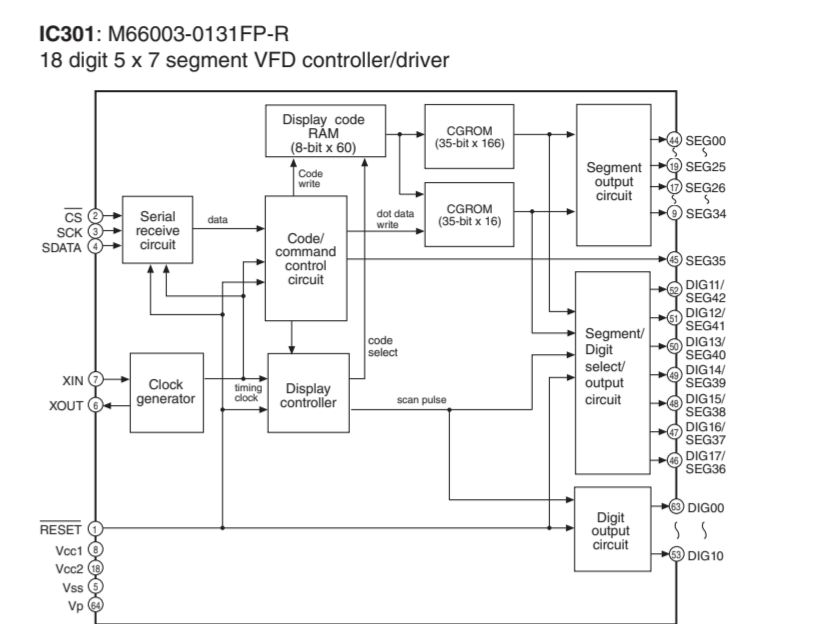 IC301: M66003-0131FP-R
18 digit 5 x 7 segment VFD controller/driver
Display code
RAM
(8-bit x 60)
CGROM
(35-bit x 166)
Segment
output
circuit
44 SEG00
19 SEG25
17 SEG26
9 SEG34
Code
write
CGROM
(35-bit x 16)
dot data
write
CS 2
SCK 3
SDATA 4
Serial
receive
circuit
data
Code/
command
control
circuit
45 SEG35
Segment/
Digit
select/
output
circuit
52 DIG11/
SEG42
51 DIG12/
SEG41
50 DIG13/
SEG40
49 DIG14/
SEG39
48 DIG15/
SEG38
47 DIG16/
SEG37
46 DIG17/
SEG36
code
select
XIN 7
XOUT 6
Clock
generator
timing
clock
Display
controller
scan pulse
RESET 1
Vcc1 8
Vcc2 18
Vss 5
Vp 64
Digit
output
circuit
63 DIG00
53 DIG10